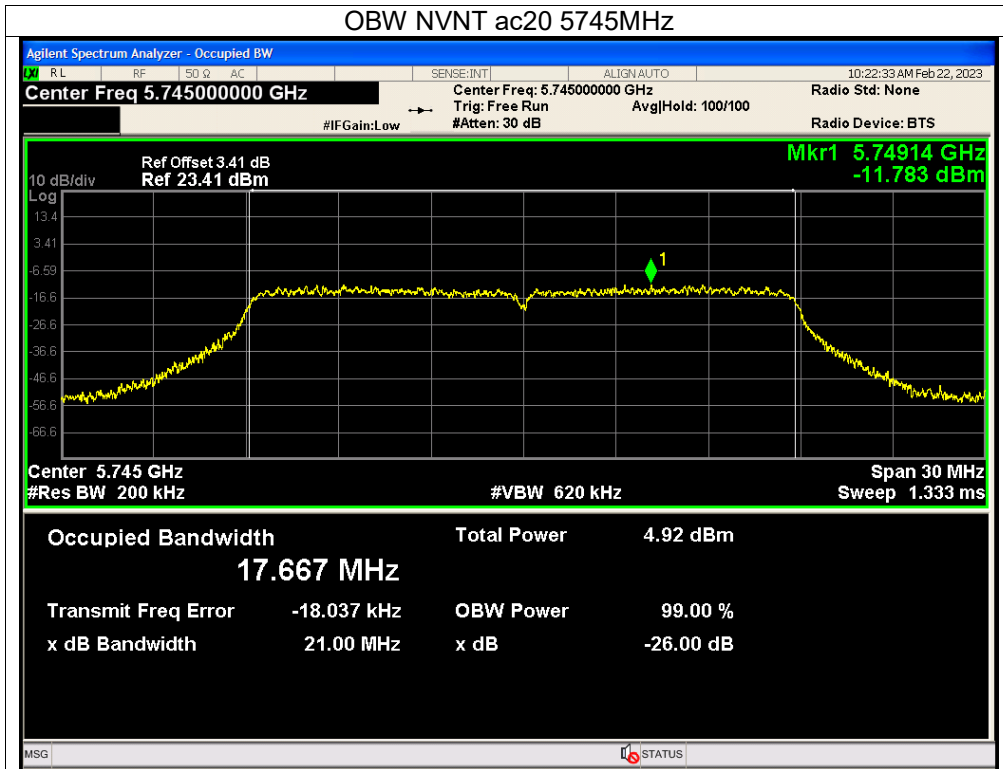 OBW NVNT ac20 5745MHz
Agilent Spectrum Analyzer - Occupied BW
LXI RL RF 50 Ω AC SENSE:INT ALIGN AUTO 10:22:33 AM Feb 22, 2023
Center Freq 5.745000000 GHz Center Freq: 5.745000000 GHz Radio Std: None
Trig: Free Run Avg|Hold: 100/100
#IFGain:Low #Atten: 30 dB Radio Device: BTS
Mkr1 5.74914 GHz
-11.783 dBm
Ref Offset 3.41 dB
10 dB/div Ref 23.41 dBm
Log
13.4
3.41
-6.59
-16.6
-26.6
-36.6
-46.6
-56.6
-66.6
1
Center 5.745 GHz Span 30 MHz
#Res BW 200 kHz #VBW 620 kHz Sweep 1.333 ms
Occupied Bandwidth Total Power 4.92 dBm
17.667 MHz
Transmit Freq Error -18.037 kHz OBW Power 99.00 %
x dB Bandwidth 21.00 MHz x dB -26.00 dB
MSG STATUS